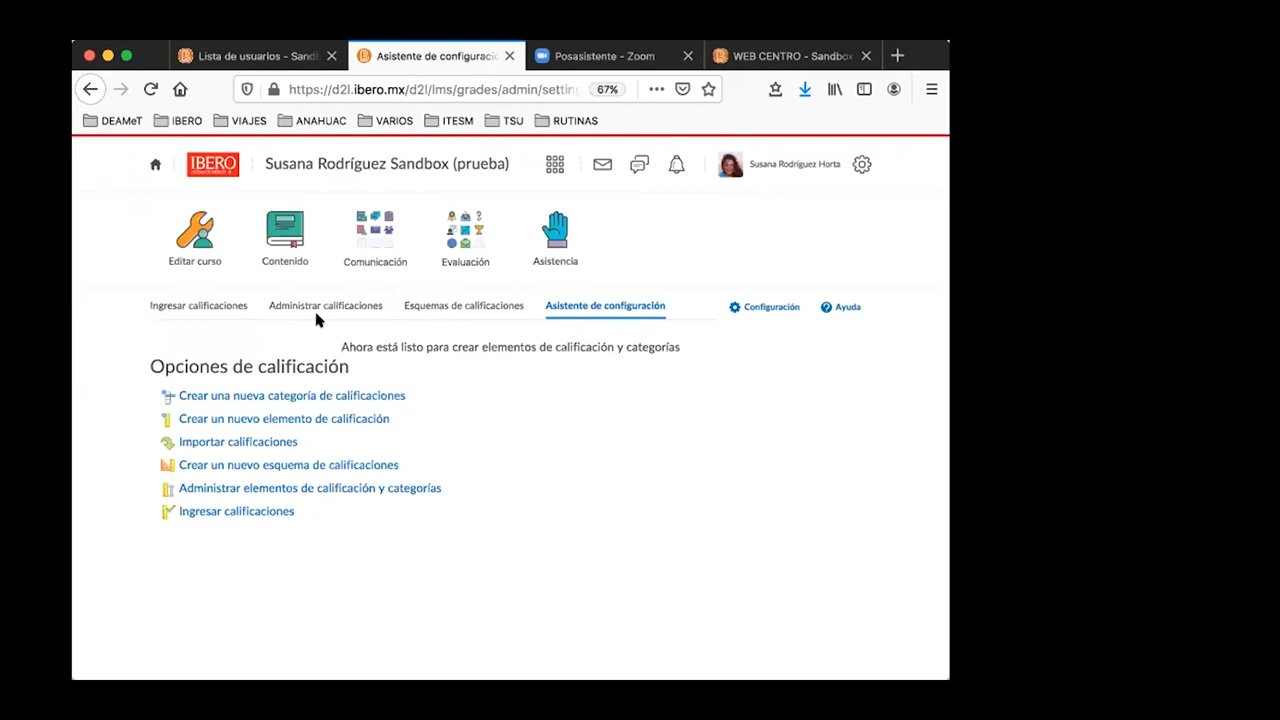 Lista de usuarios - Sand
Asistente de configuraci
Posasistente - Zoom
WEB CENTRO - Sandbox
https://d2l.ibero.mx/d2l/lms/grades/admin/settin
67%
DEAMeT
IBERO
VIAJES
ANAHUAC
VARIOS
ITESM
TSU
RUTINAS
IBERO
Susana Rodríguez Sandbox (prueba)
Susana Rodríguez Horta
Editar curso
Contenido
Comunicación
Evaluación
Asistencia
Ingresar calificaciones
Administrar calificaciones
Esquemas de calificaciones
Asistente de configuración
Configuración
Ayuda
Ahora está listo para crear elementos de calificación y categorías
Opciones de calificación
Crear una nueva categoría de calificaciones
Crear un nuevo elemento de calificación
Importar calificaciones
Crear un nuevo esquema de calificaciones
Administrar elementos de calificación y categorías
Ingresar calificaciones